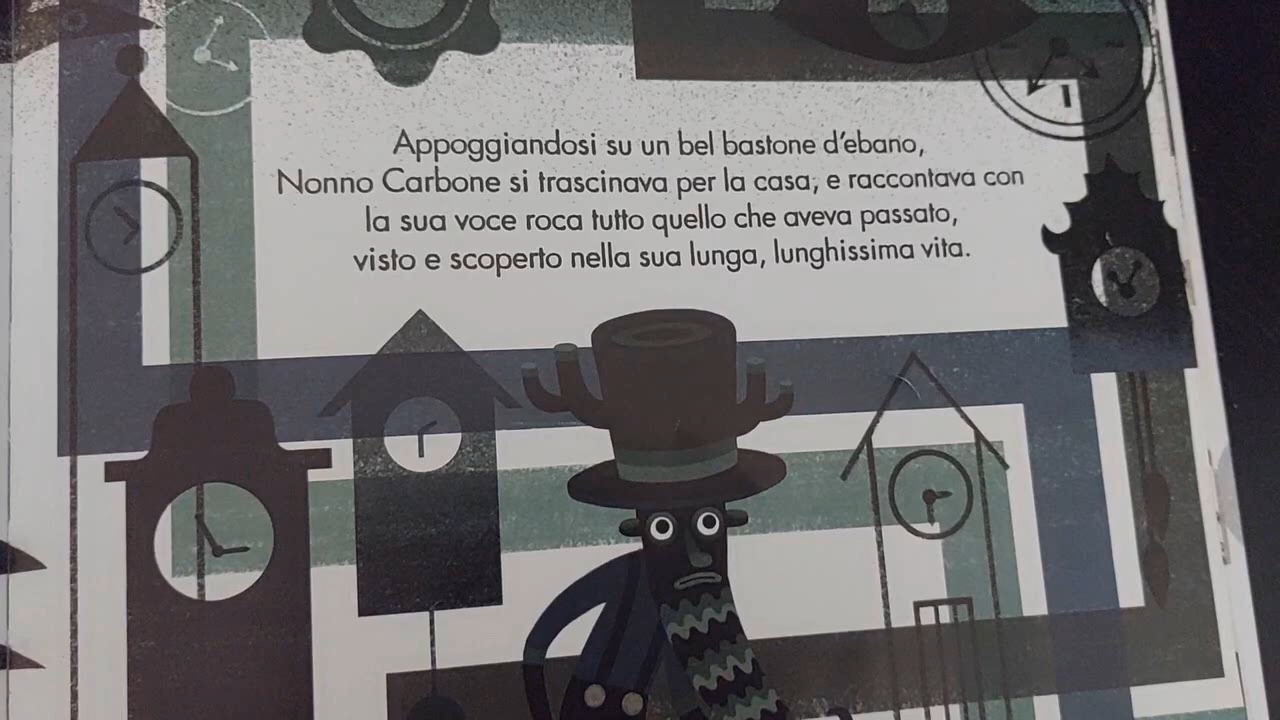 Appoggiandosi su un bel bastone d'ebano,
Nonno Carbone si trascinava per la casa, e raccontava con
la sua voce roca tutto quello che aveva passato,
visto e scoperto nella sua lunga, lunghissima vita.